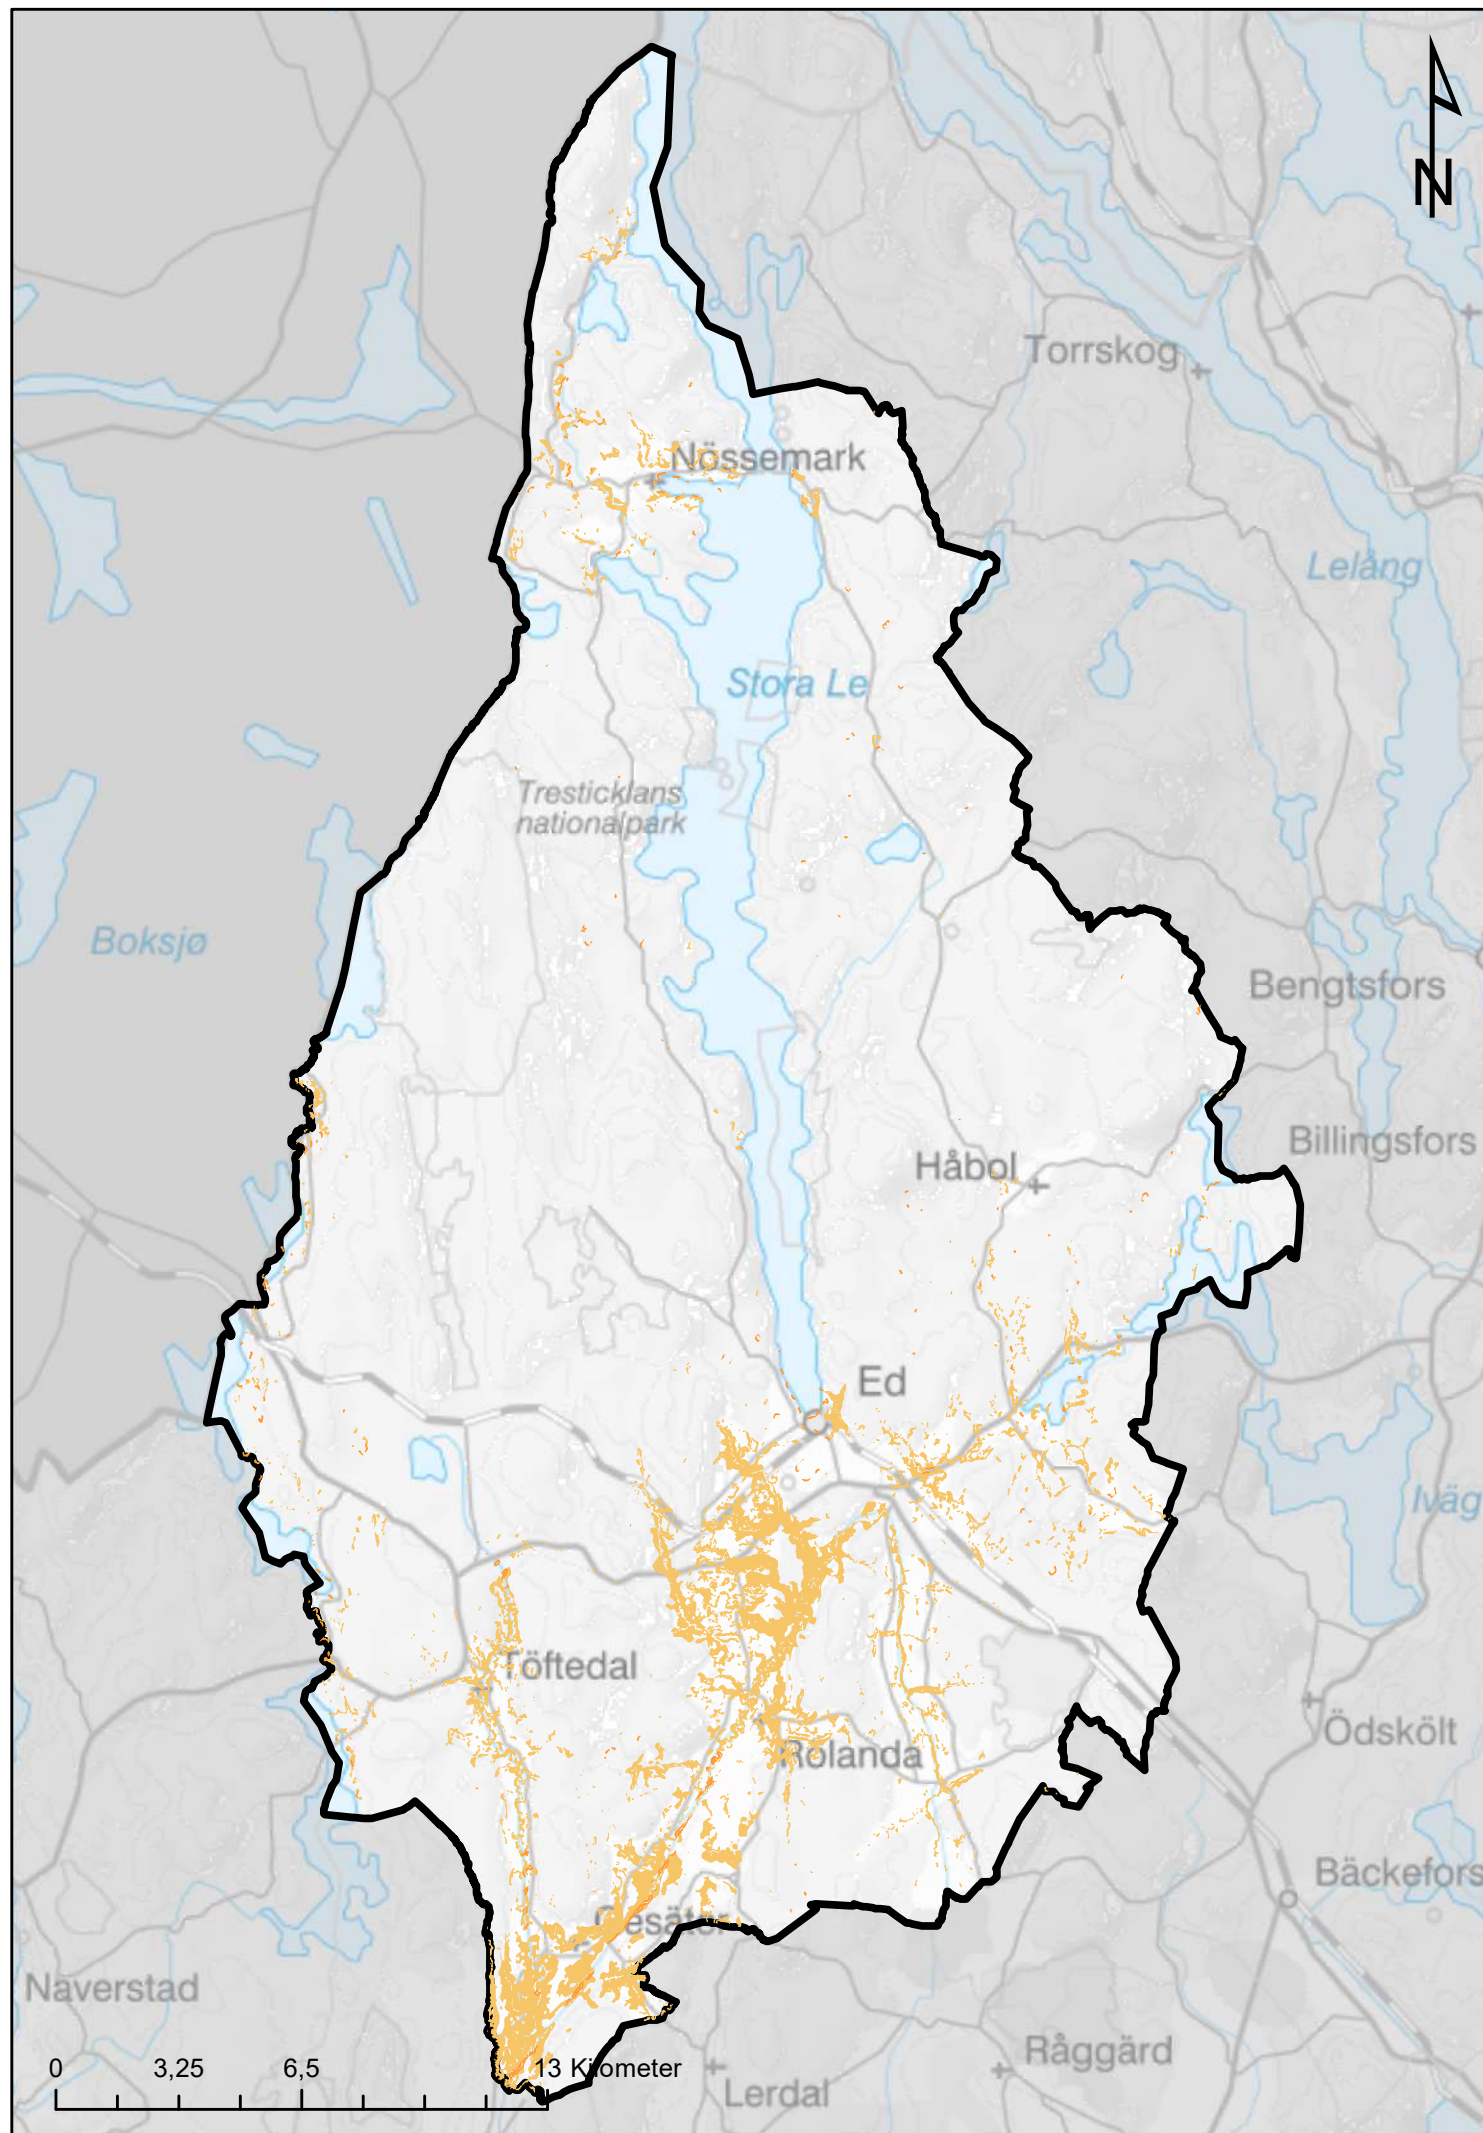 N
Torrskog
Nössemark
Lelång
Stora Le
Tresticklans
nationalpark
Boksjø
Bengtsfors
Billingsfors
Håbol
Ed
Iväg
Töftedal
Ödskölt
Rolanda
Bäckefors
Gesäter
Naverstad
Råggärd
0 3,25 6,5 13 Kilometer
Lerdal